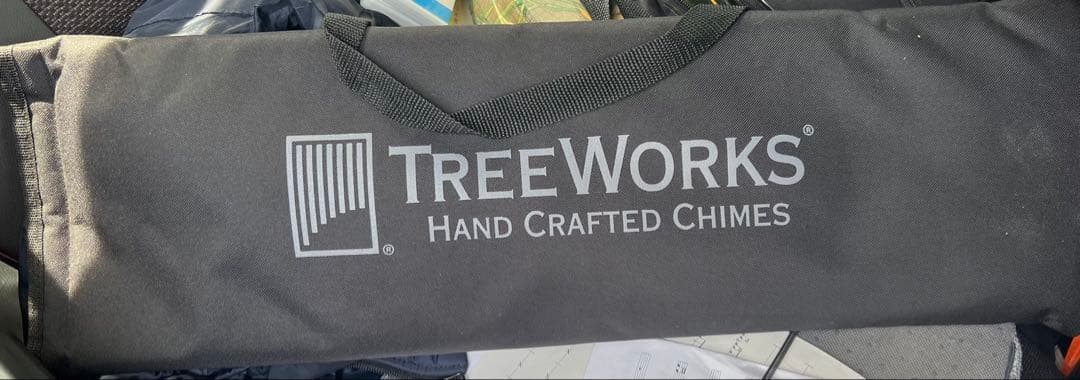 TREEWORKS®
HAND CRAFTED CHIMES
®